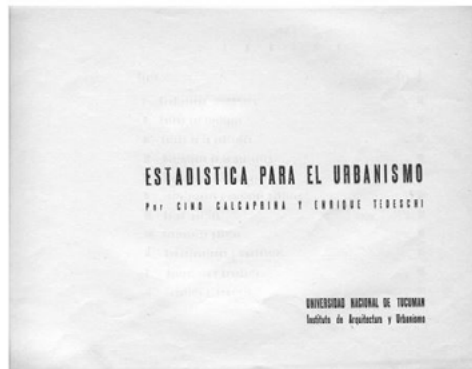 ESTADISTICA PARA EL URBANISMO
Por CINO CALCAPRINA Y ENRIQUE TEDESCHI
UNIVERSIDAD NACIONAL DE TUCUMAN
Instituto de Arquitectura y Urbanismo